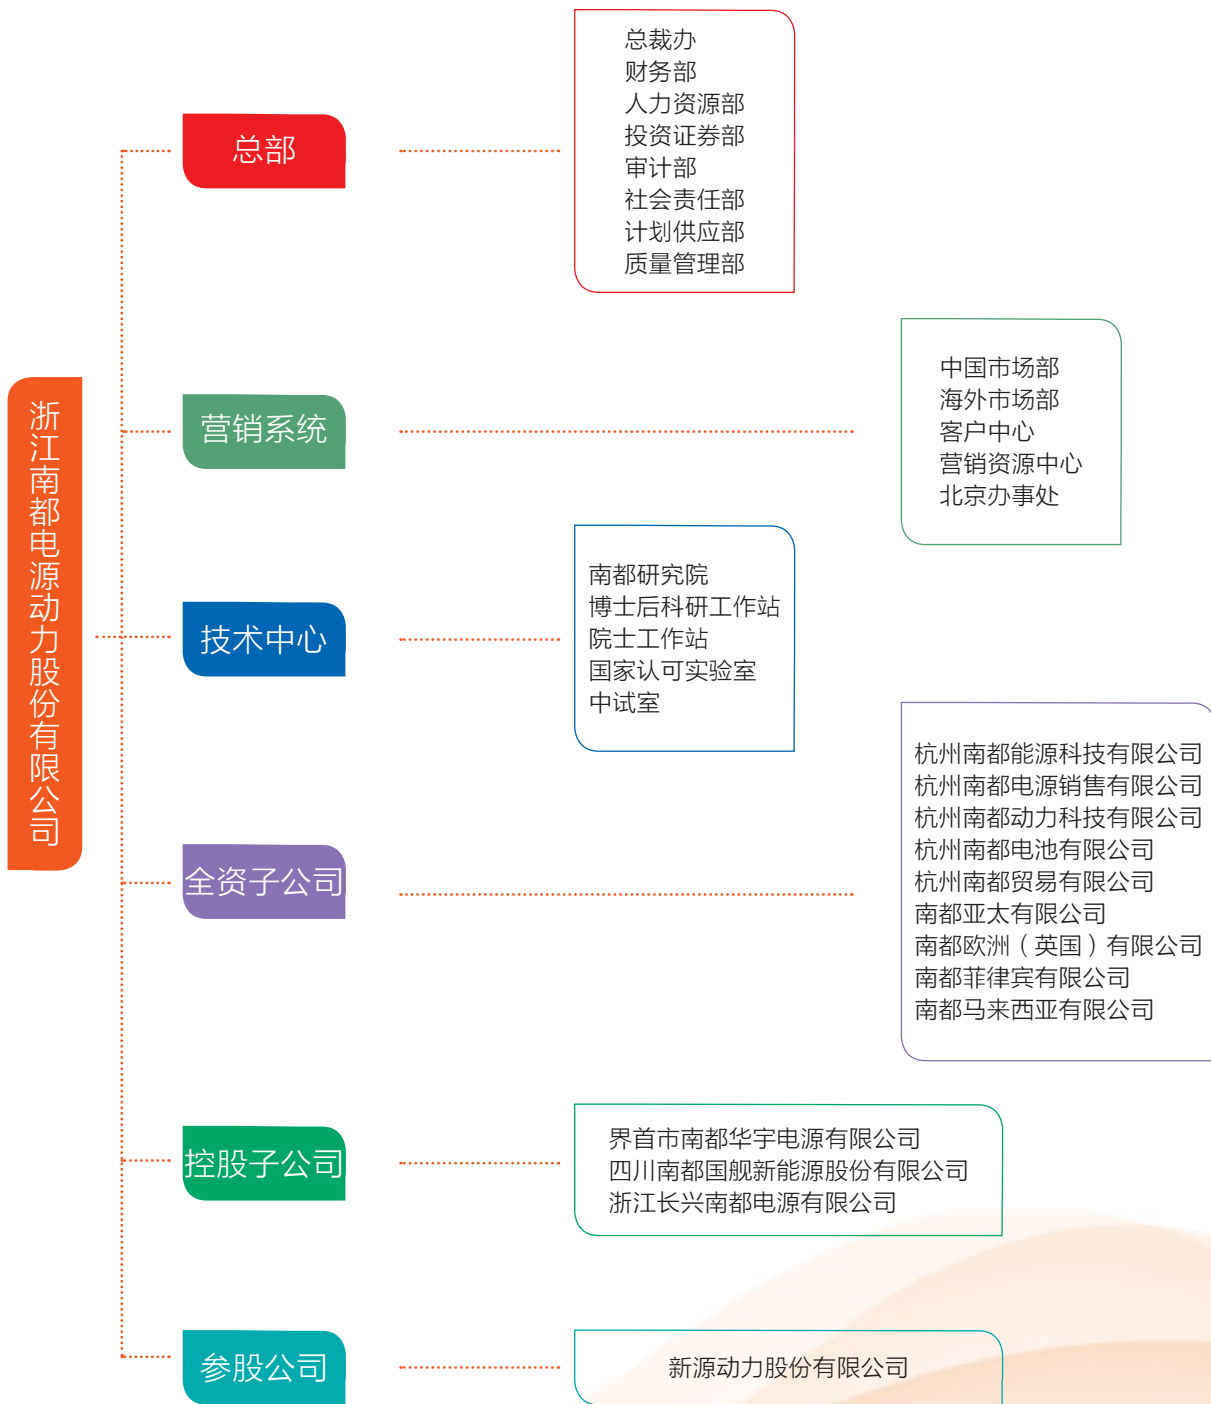 浙江南都电源动力股份有限公司
总部
总裁办
财务部
人力资源部
投资证券部
审计部
社会责任部
计划供应部
质量管理部
营销系统
中国市场部
海外市场部
客户中心
营销资源中心
北京办事处
技术中心
南都研究院
博士后科研工作站
院士工作站
国家认可实验室
中试室
全资子公司
杭州南都能源科技有限公司
杭州南都电源销售有限公司
杭州南都动力科技有限公司
杭州南都电池有限公司
杭州南都贸易有限公司
南都亚太有限公司
南都欧洲（英国）有限公司
南都菲律宾有限公司
南都马来西亚有限公司
控股子公司
界首市南都华宇电源有限公司
四川南都国舰新能源股份有限公司
浙江长兴南都电源有限公司
参股公司
新源动力股份有限公司